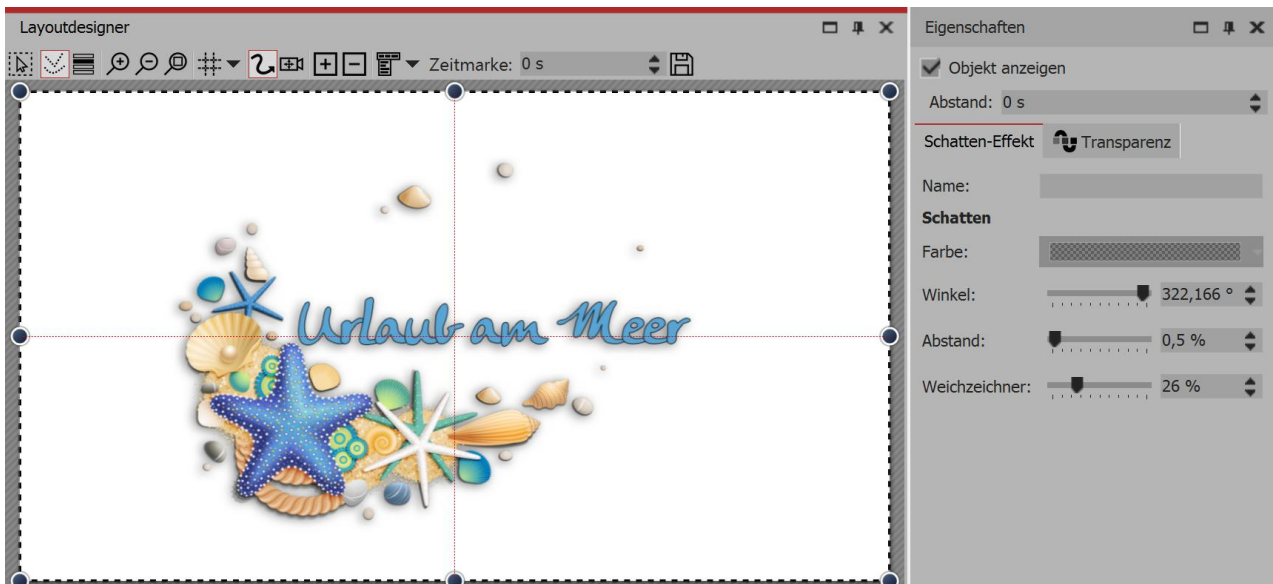 Layoutdesigner
Zeitmarke: 0 s
Urlaub am Meer
Eigenschaften
Objekt anzeigen
Abstand: 0 s
Schatten-Effekt Transparenz
Name:
Schatten
Farbe:
Winkel: 322,166 °
Abstand: 0,5 %
Weichzeichner: 26 %